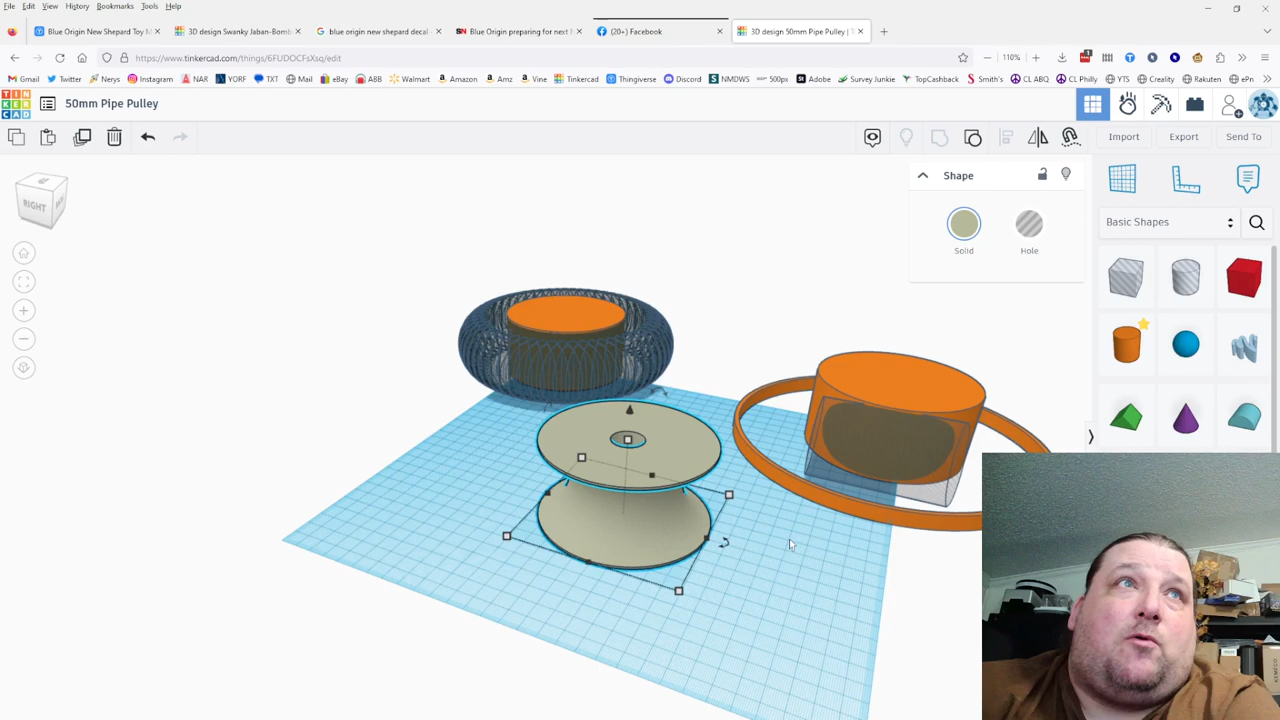 File Edit View History Bookmarks Tools Help
Blue Origin New Shepard Toy M
3D design Swanky Jaban-Bomb
blue origin new shepard decal -
Blue Origin preparing for next
(20+) Facebook
3D design 50mm Pipe Pulley | T
https://www.tinkercad.com/things/6FUDOCFsXsq/edit
110%
Gmail Twitter Nerys Instagram NAR YORF TXT Mail eBay ABB Walmart Amazon Amz Vine Tinkercad Thingiverse Discord NMDWS 500px Adobe Survey Junkie TopCashback Smith's CL ABQ CL Philly YTS Creality Rakuten ePn
TIN
KER
CAD
50mm Pipe Pulley
Import
Export
Send To
RIGHT
Shape
Solid
Hole
Basic Shapes